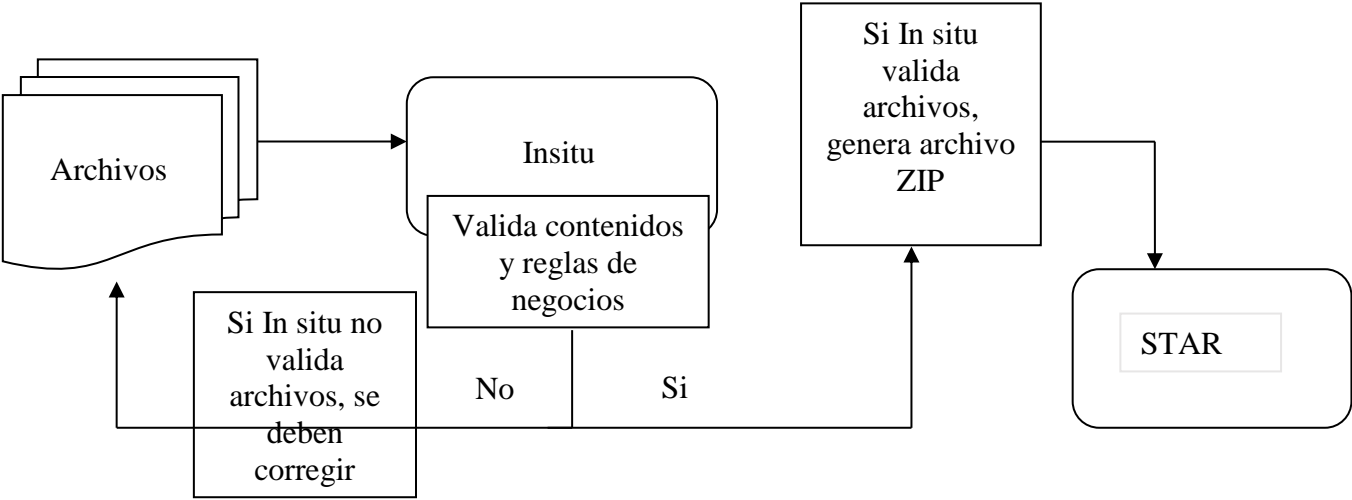 Archivos
Insitu
Valida contenidos
y reglas de
negocios
Si In situ no
valida
archivos, se
deben
corregir
No
Si
Si In situ
valida
archivos,
genera archivo
ZIP
STAR